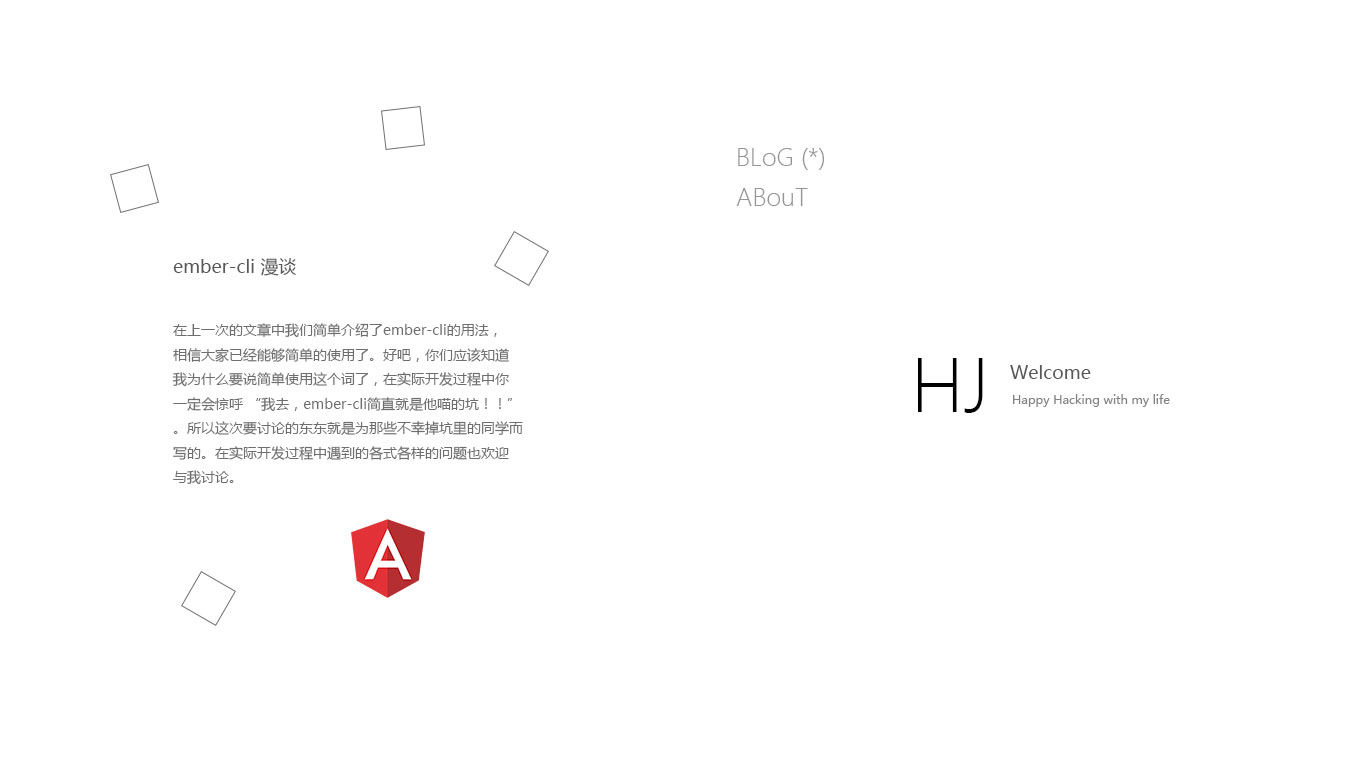 BLoG (*)
ABouT
ember-cli 漫谈
在上一次的文章中我们简单介绍了ember-cli的用法，
相信大家已经能够简单的使用了。好吧，你们应该知道
我为什么要说简单使用这个词了，在实际开发过程中你
一定会惊呼 “我去，ember-cli简直就是他喵的坑！！”
。所以这次要讨论的东东就是为那些不幸掉坑里的同学而
写的。在实际开发过程中遇到的各式各样的问题也欢迎
与我讨论。
A
HJ
Welcome
Happy Hacking with my life